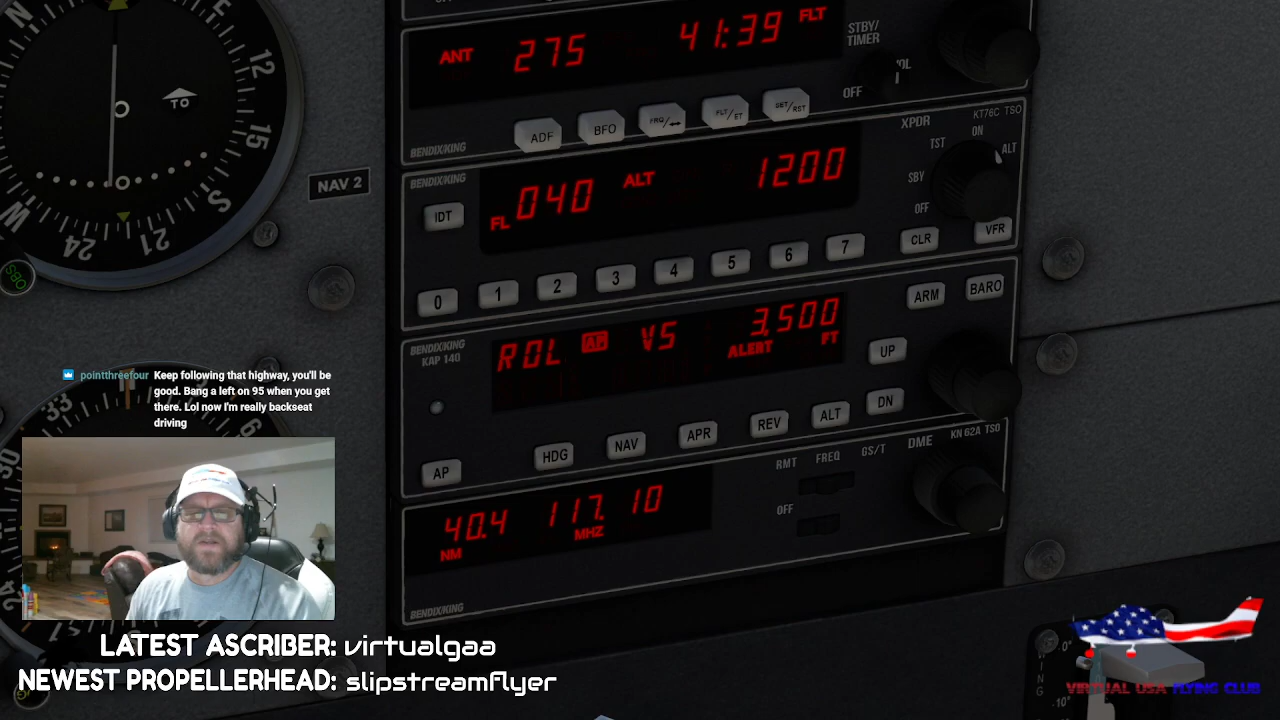 N
12
15
S
21
24
W
TO
OBS
NAV 2
ANT 275 41:39 FLT
STBY/TIMER
OFF
ADF BFO FRQ/↔ FLT/ET SET/RST
BENDIX/KING
BENDIX/KING
XPDR KT76C TSO
IDT
FL 040 ALT 1200
TST ON ALT
SBY
OFF
0 1 2 3 4 5 6 7 CLR VFR
BENDIX/KING
KAP 140
ROL AP VS 3,500
ALERT FT
ARM BARO
UP
DN
AP HDG NAV APR REV ALT
40.4 117.10
NM MHZ
RMT FREQ GS/T DME KN 62A TSO
OFF
BENDIX/KING
33
30
24
6
pointthreefour Keep following that highway, you'll be
good. Bang a left on 95 when you get
there. Lol now I'm really backseat
driving
LATEST ASCRIBER: virtualgaa
NEWEST PROPELLERHEAD: slipstreamflyer
VIRTUAL USA FLYING CLUB
0°
-10°